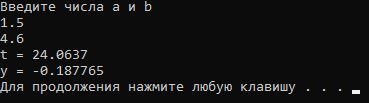 Введите числа a и b
1.5
4.6
t = 24.0637
y = -0.187765
Для продолжения нажмите любую клавишу . . .